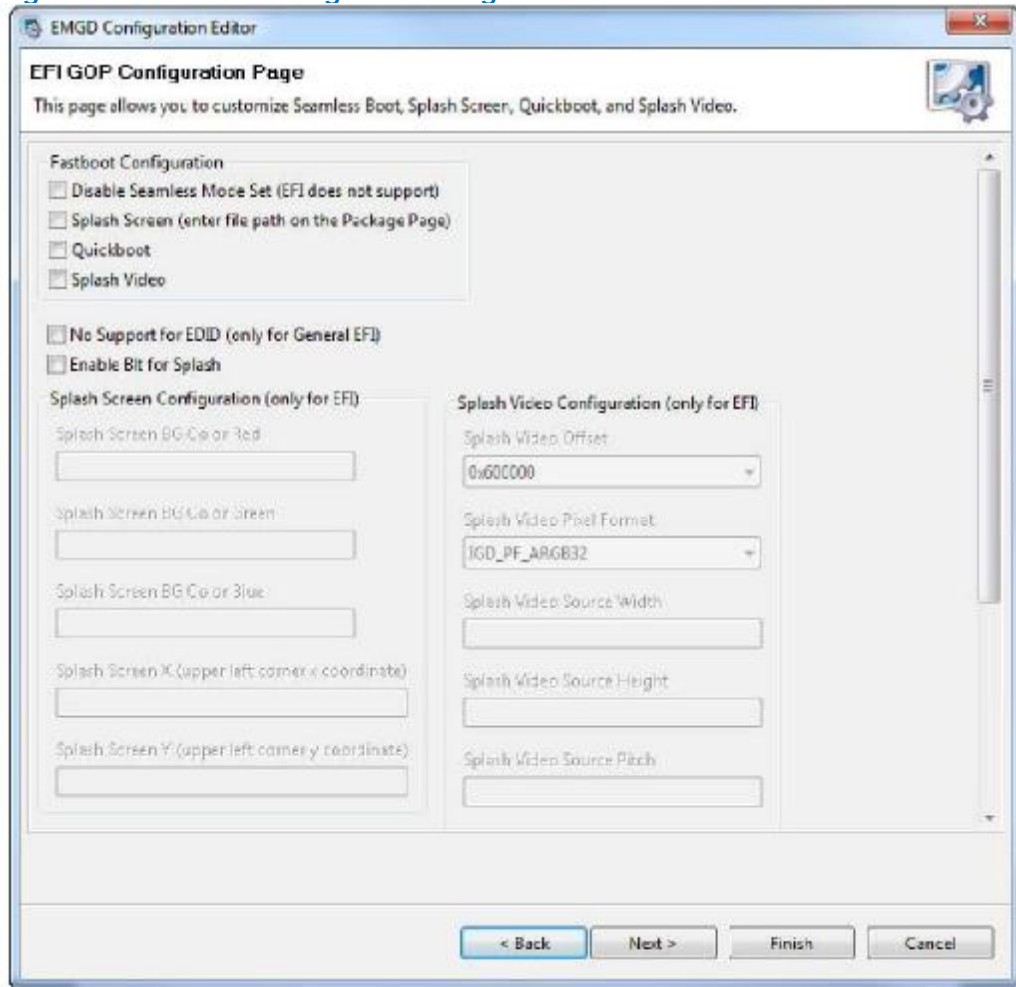 EMGD Configuration Editor
EFI GOP Configuration Page
This page allows you to customize Seamless Boot, Splash Screen, Quickboot, and Splash Video.
Fastboot Configuration
Disable Seamless Mode Set (EFI does not support)
Splash Screen (enter file path on the Package Page)
Quickboot
Splash Video
No Support for EDID (only for General EFI)
Enable Blt for Splash
Splash Screen Configuration (only for EFI)
Splash Screen BG Color Red
Splash Screen BG Color Green
Splash Screen BG Color Blue
Splash Screen X (upper left corner x coordinate)
Splash Screen Y (upper left corner y coordinate)
Splash Video Configuration (only for EFI)
Splash Video Offset
0x600000
Splash Video Pixel Format
IGD_PF_ARGB32
Splash Video Source Width
Splash Video Source Height
Splash Video Source Pitch
< Back
Next >
Finish
Cancel